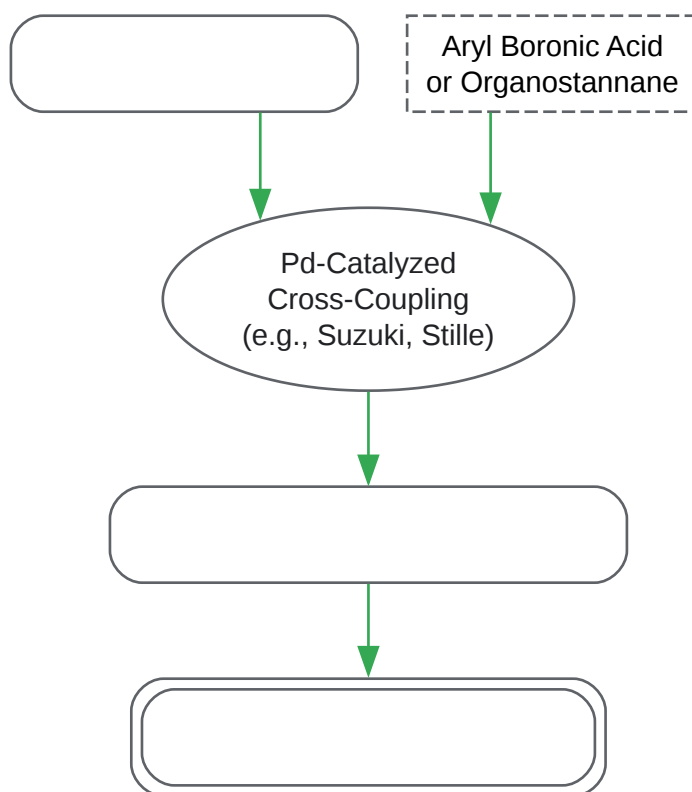 Aryl Boronic Acid
or Organostannane
Pd-Catalyzed
Cross-Coupling
(e.g., Suzuki, Stille)